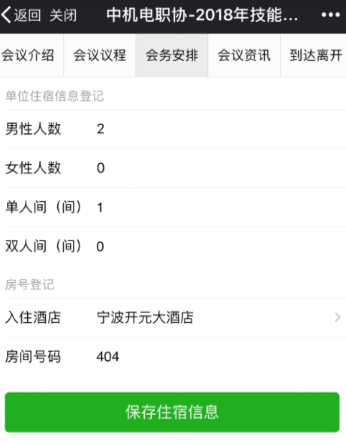 返回 关闭 中机电职协-2018年技能...
会议介绍 会议议程 会务安排 会议资讯 到达离开
单位住宿信息登记
男性人数 2
女性人数 0
单人间（间） 1
双人间（间） 0
房号登记
入住酒店 宁波开元大酒店
房间号码 404
保存住宿信息